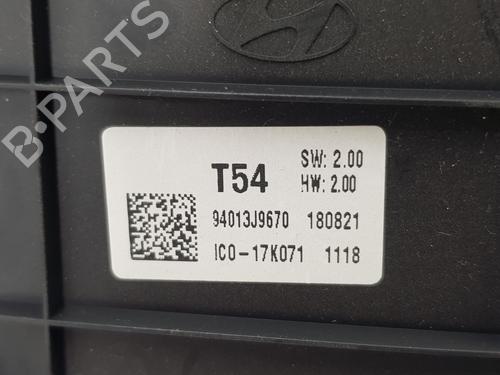 T54 SW: 2.00
HW: 2.00
94013J9670 180821
ICO-17K071 1118
B-PARTS